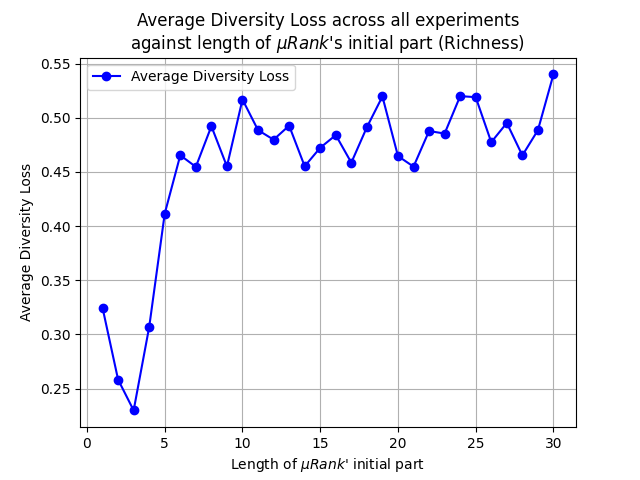 Average Diversity Loss across all experiments
against length of μRank's initial part (Richness)
Average Diversity Loss
Average Diversity Loss
0.55
0.50
0.45
0.40
0.35
0.30
0.25
0 5 10 15 20 25 30
Length of μRank' initial part